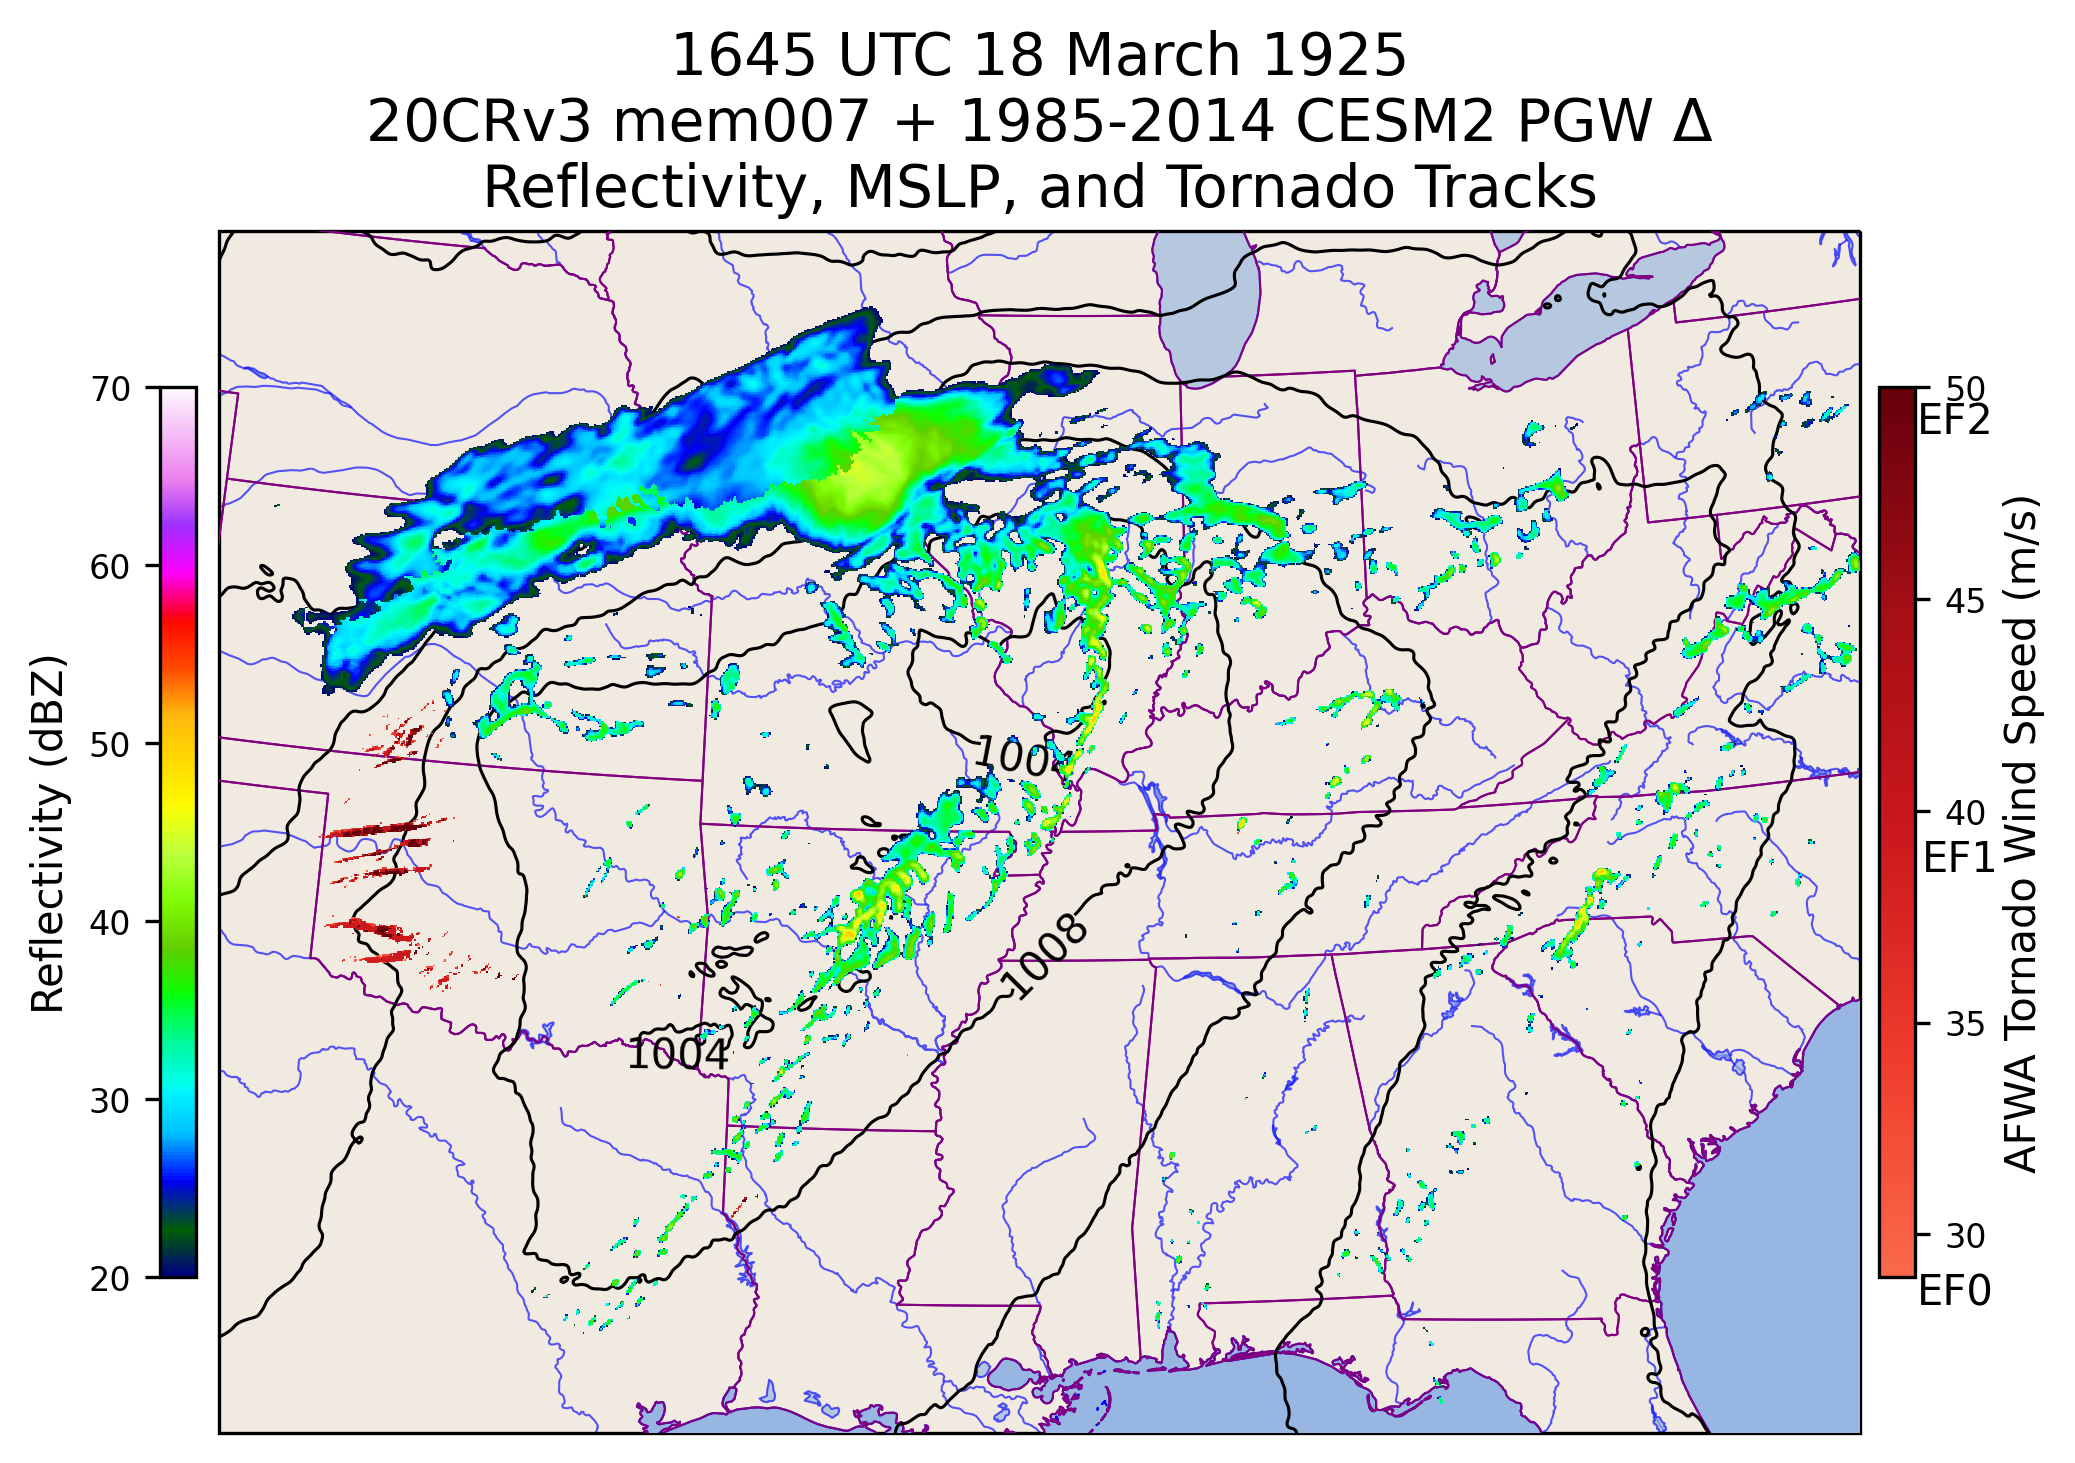 1645 UTC 18 March 1925
20CRv3 mem007 + 1985-2014 CESM2 PGW Δ
Reflectivity, MSLP, and Tornado Tracks
70
60
50
40
30
20
Reflectivity (dBZ)
1004
1008
1004
50
EF2
45
40
EF1
35
30
EF0
AFWA Tornado Wind Speed (m/s)